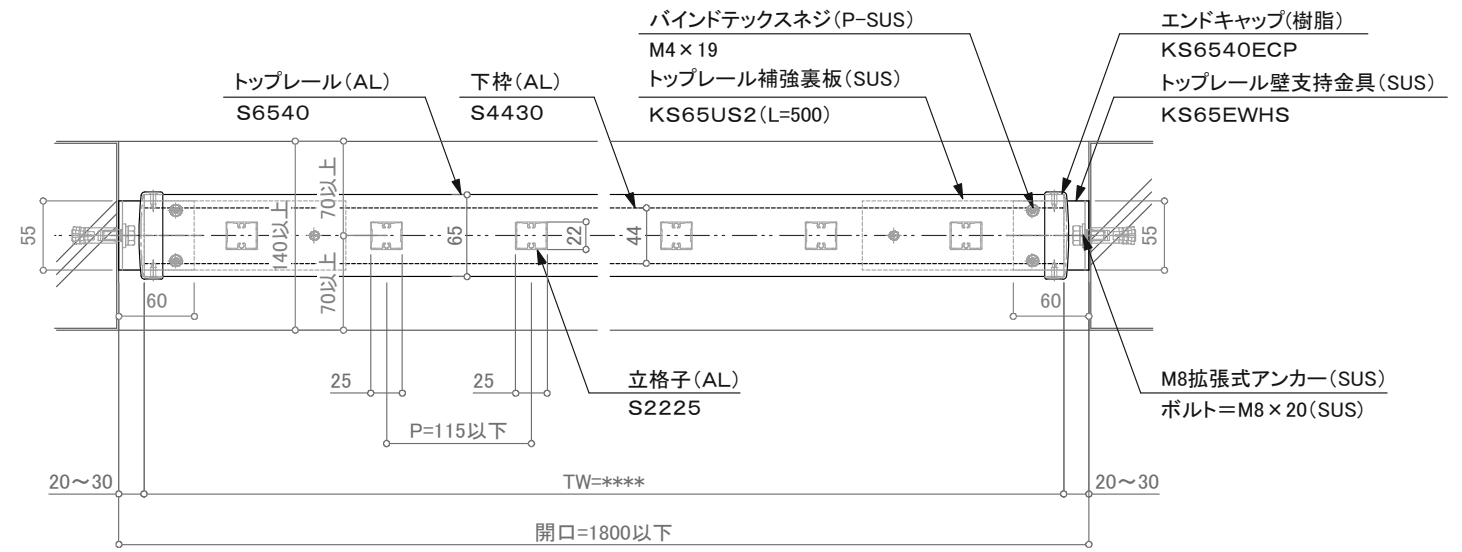 バインドテックスネジ(P-SUS)
M4×19
エンドキャップ(樹脂)
KS6540ECP
トップレール(AL)
S6540
下枠(AL)
S4430
トップレール補強裏板(SUS)
KS65US2(L=500)
トップレール壁支持金具(SUS)
KS65EWHS
55
140以上
70以上
70以上
65
22
44
55
60
60
25
25
立格子(AL)
S2225
M8拡張式アンカー(SUS)
ボルト=M8×20(SUS)
P=115以下
20～30
TW=****
20～30
開口=1800以下